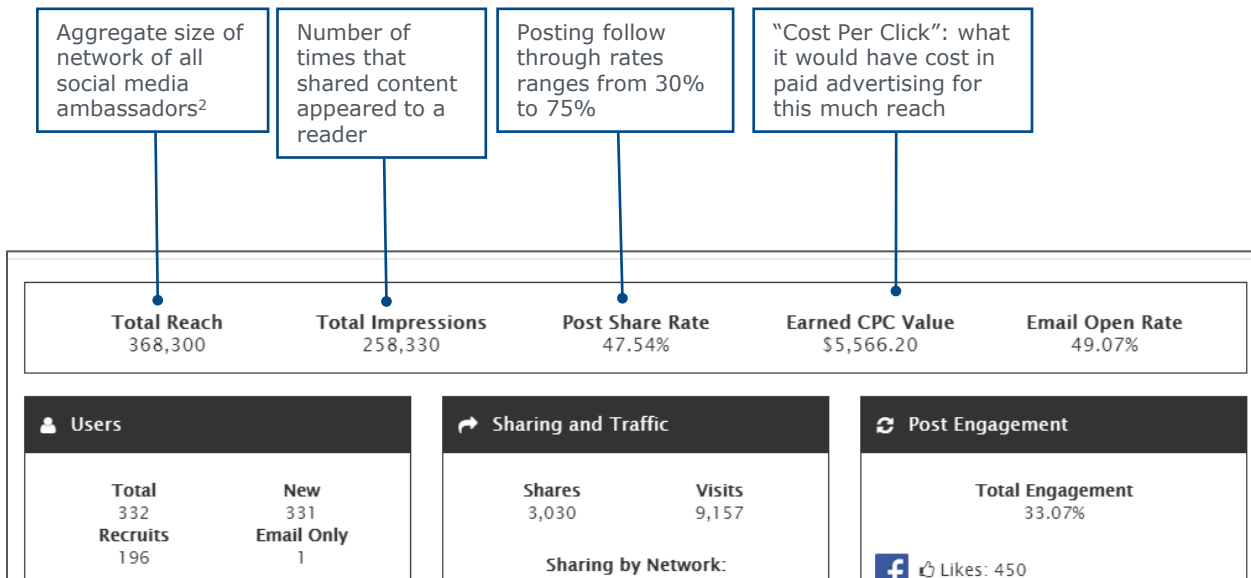 Aggregate size of
network of all
social media
ambassadors²
Number of
times that
shared content
appeared to a
reader
Posting follow
through rates
ranges from 30%
to 75%
“Cost Per Click”: what
it would have cost in
paid advertising for
this much reach
Total Reach
368,300
Total Impressions
258,330
Post Share Rate
47.54%
Earned CPC Value
$5,566.20
Email Open Rate
49.07%
Users
Total
332
New
331
Recruits
196
Email Only
1
Sharing and Traffic
Shares
3,030
Visits
9,157
Sharing by Network:
Post Engagement
Total Engagement
33.07%
f
Likes: 450